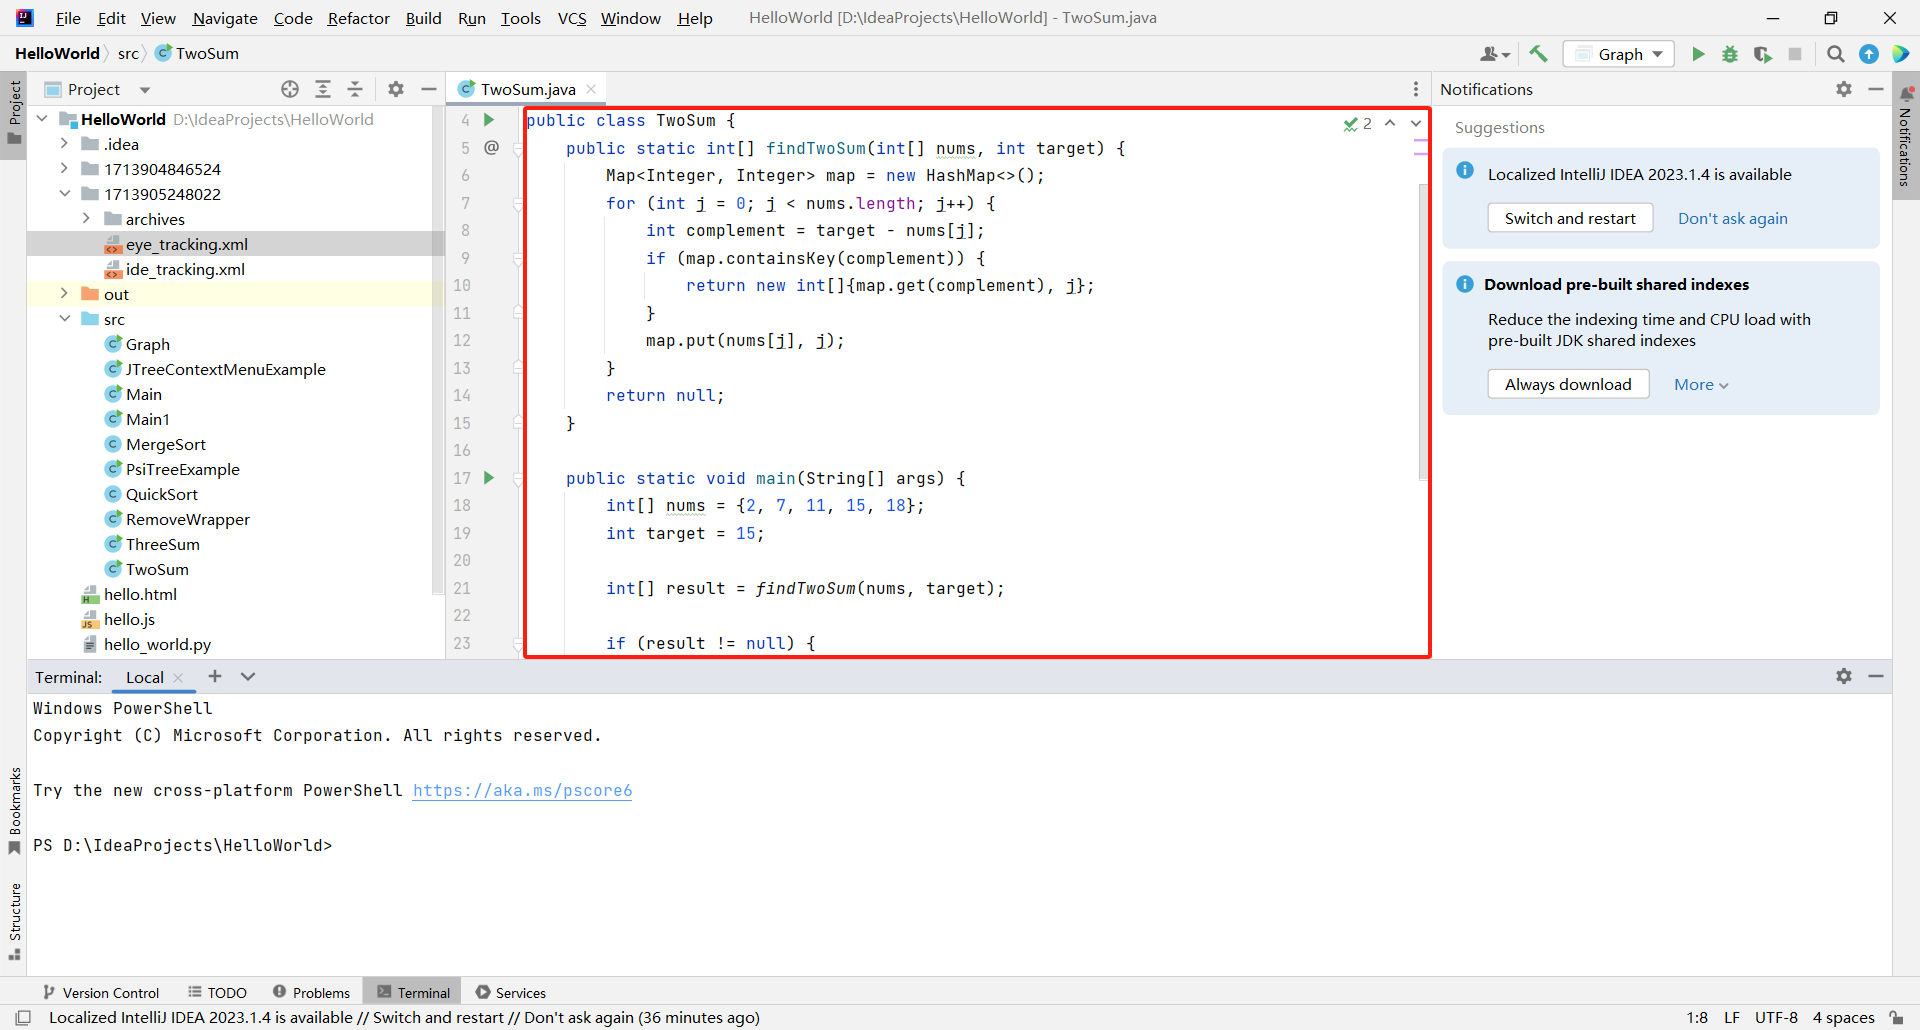 File Edit View Navigate Code Refactor Build Run Tools VCS Window Help HelloWorld [D:\IdeaProjects\HelloWorld] - TwoSum.java
HelloWorld src TwoSum
Graph
Project
Project
HelloWorld D:\IdeaProjects\HelloWorld
.idea
1713904846524
1713905248022
archives
eye_tracking.xml
ide_tracking.xml
out
src
Graph
JTreeContextMenuExample
Main
Main1
MergeSort
PsiTreeExample
QuickSort
RemoveWrapper
ThreeSum
TwoSum
hello.html
hello.js
hello_world.py
TwoSum.java
2
4 public class TwoSum {
5 @ public static int[] findTwoSum(int[] nums, int target) {
6 Map<Integer, Integer> map = new HashMap<>();
7 for (int j = 0; j < nums.length; j++) {
8 int complement = target - nums[j];
9 if (map.containsKey(complement)) {
10 return new int[]{map.get(complement), j};
11 }
12 map.put(nums[j], j);
13 }
14 return null;
15 }
16
17 public static void main(String[] args) {
18 int[] nums = {2, 7, 11, 15, 18};
19 int target = 15;
20
21 int[] result = findTwoSum(nums, target);
22
23 if (result != null) {
Notifications
Suggestions
Localized IntelliJ IDEA 2023.1.4 is available
Switch and restart Don't ask again
Download pre-built shared indexes
Reduce the indexing time and CPU load with
pre-built JDK shared indexes
Always download More
Notifications
Terminal: Local
Windows PowerShell
Copyright (C) Microsoft Corporation. All rights reserved.
Try the new cross-platform PowerShell https://aka.ms/pscore6
PS D:\IdeaProjects\HelloWorld>
Bookmarks
Structure
Version Control TODO Problems Terminal Services
Localized IntelliJ IDEA 2023.1.4 is available // Switch and restart // Don't ask again (36 minutes ago)
1:8 LF UTF-8 4 spaces